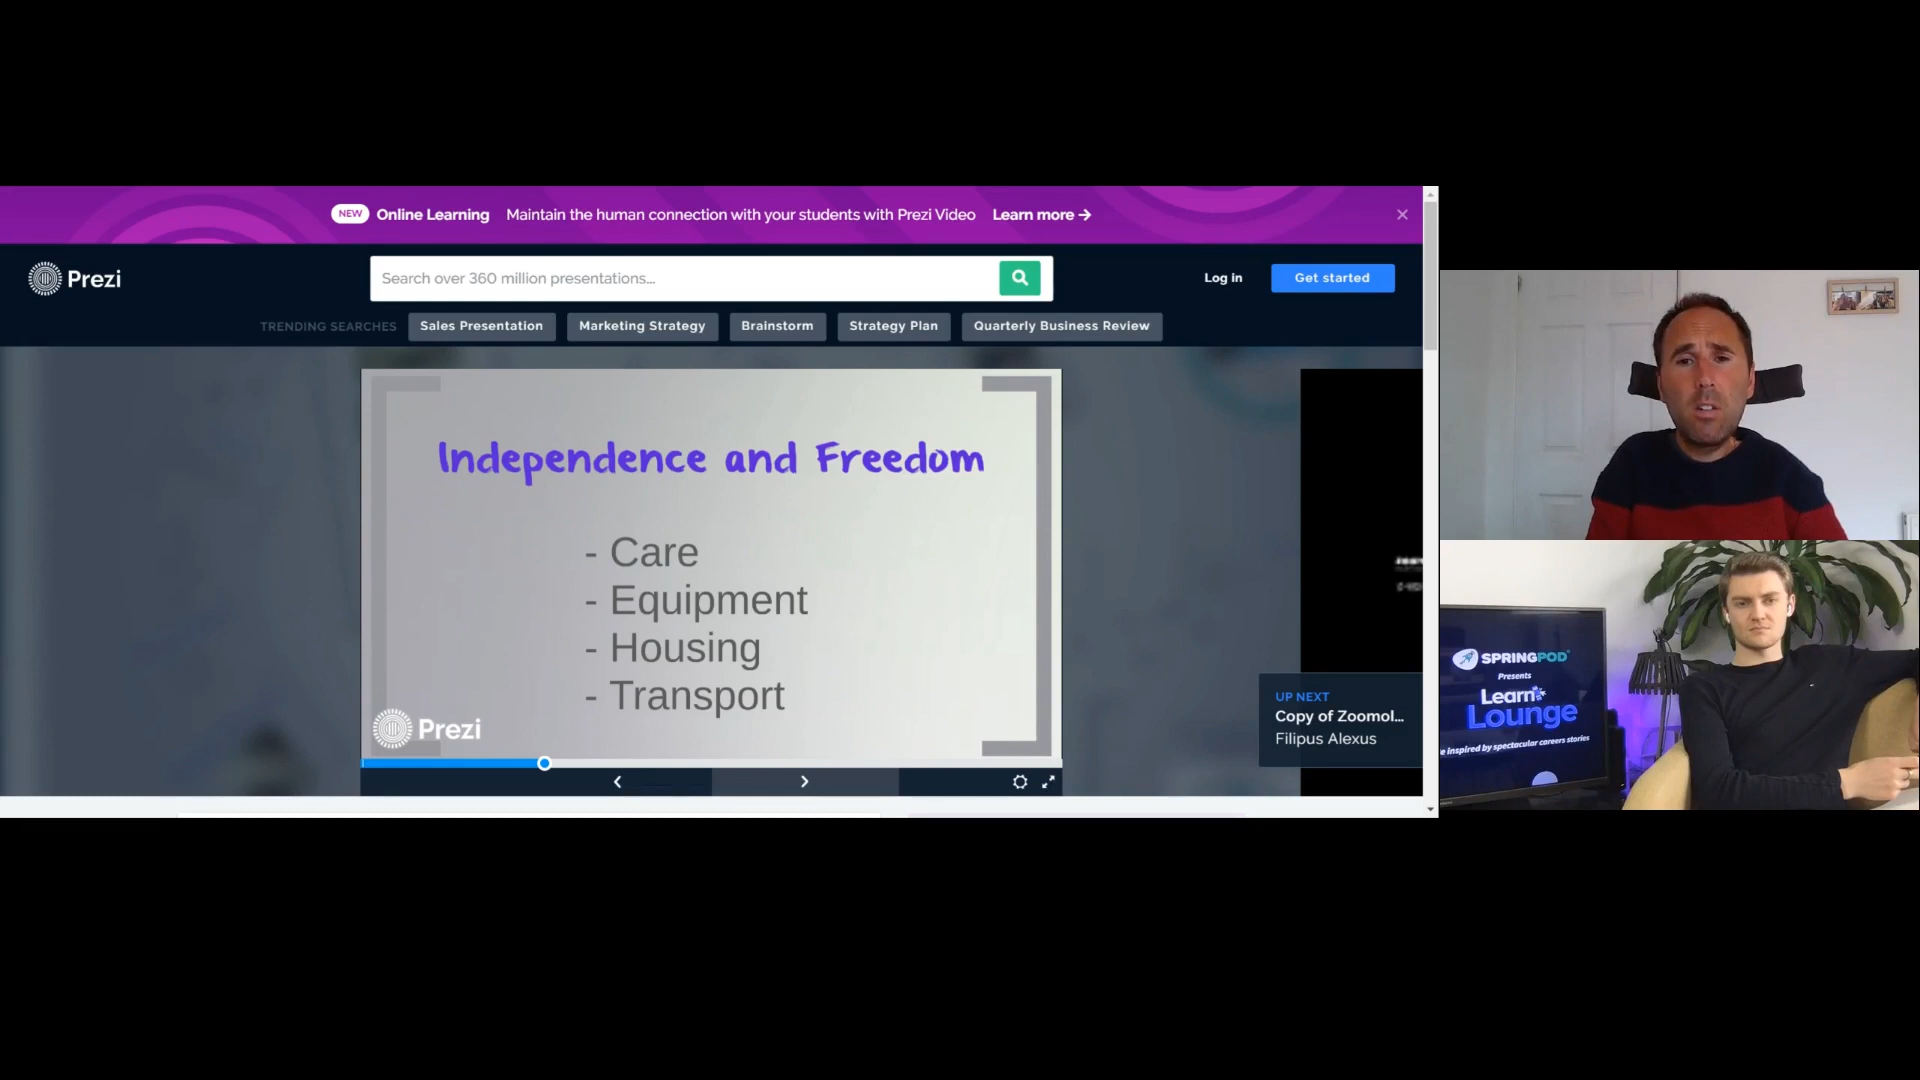 NEW Online Learning Maintain the human connection with your students with Prezi Video Learn more →
Prezi
Search over 360 million presentations...
Log in
Get started
TRENDING SEARCHES
Sales Presentation
Marketing Strategy
Brainstorm
Strategy Plan
Quarterly Business Review
Independence and Freedom
- Care
- Equipment
- Housing
- Transport
Prezi
UP NEXT
Copy of Zoomol...
Filipus Alexus
SPRINGPOD
Presents
Learn
Lounge
inspired by spectacular careers stories